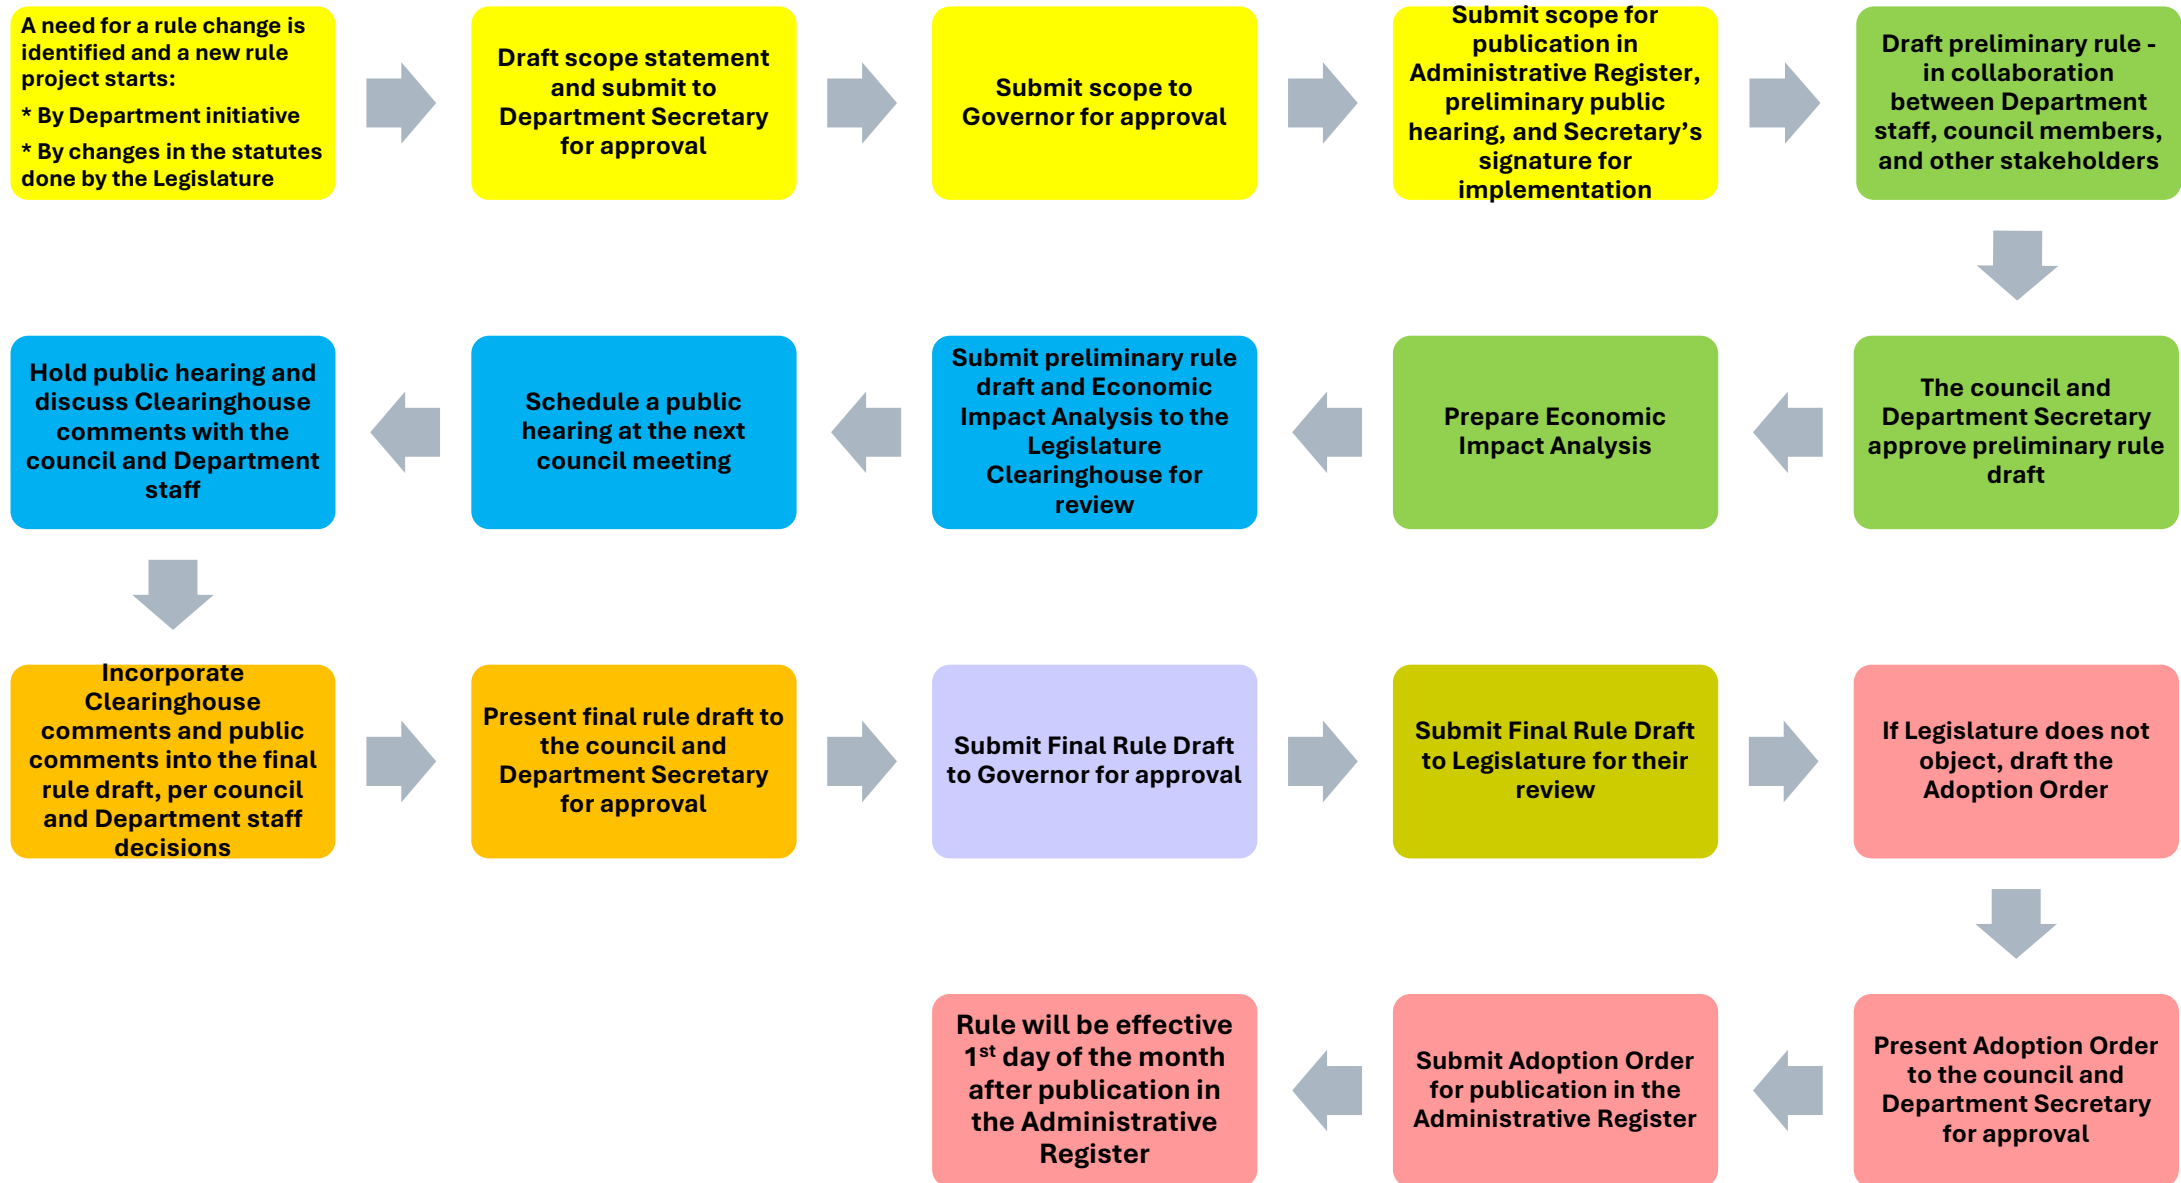 A need for a rule change is
identified and a new rule
project starts:
* By Department initiative
* By changes in the statutes
done by the Legislature
Draft scope statement
and submit to
Department Secretary
for approval
Submit scope to
Governor for approval
Submit scope for
publication in
Administrative Register,
preliminary public
hearing, and Secretary’s
signature for
implementation
Draft preliminary rule -
in collaboration
between Department
staff, council members,
and other stakeholders
The council and
Department Secretary
approve preliminary rule
draft
Prepare Economic
Impact Analysis
Submit preliminary rule
draft and Economic
Impact Analysis to the
Legislature
Clearinghouse for
review
Schedule a public
hearing at the next
council meeting
Hold public hearing and
discuss Clearinghouse
comments with the
council and Department
staff
Incorporate
Clearinghouse
comments and public
comments into the final
rule draft, per council
and Department staff
decisions
Present final rule draft to
the council and
Department Secretary
for approval
Submit Final Rule Draft
to Governor for approval
Submit Final Rule Draft
to Legislature for their
review
If Legislature does not
object, draft the
Adoption Order
Present Adoption Order
to the council and
Department Secretary
for approval
Submit Adoption Order
for publication in the
Administrative Register
Rule will be effective
1st day of the month
after publication in
the Administrative
Register